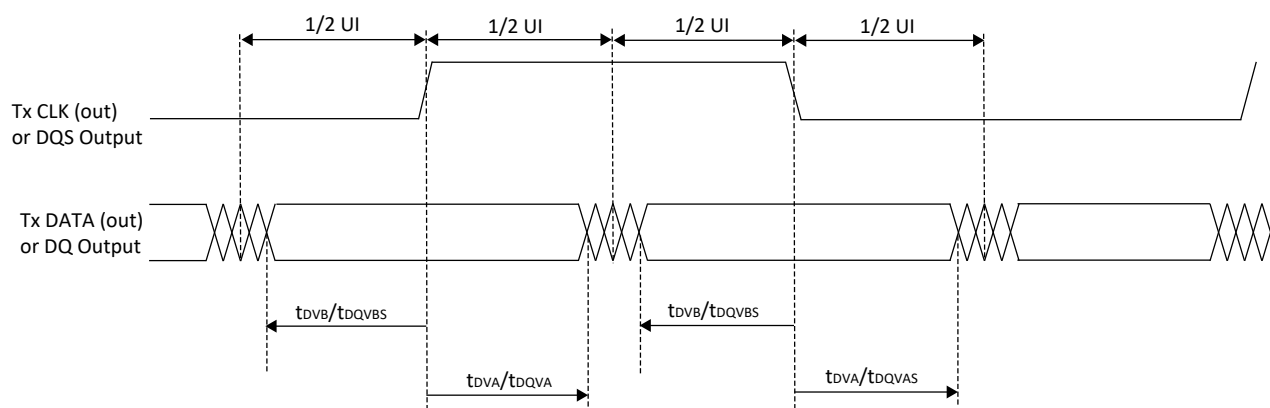 1/2 UI
1/2 UI
1/2 UI
1/2 UI
Tx CLK (out)
or DQS Output
Tx DATA (out)
or DQ Output
tDVB/tDQVBS
tDVB/tDQVBS
tDVA/tDQVA
tDVA/tDQVAS